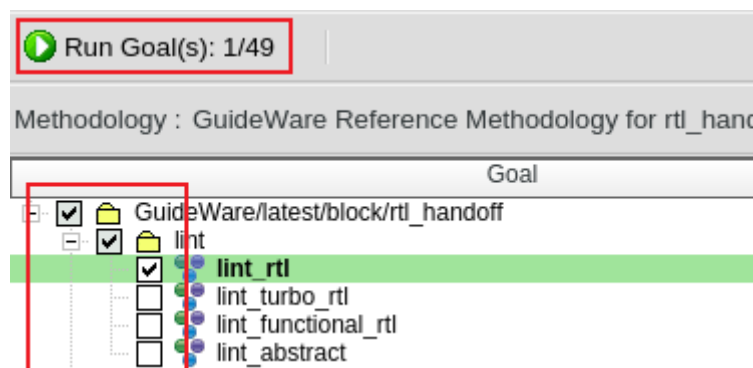 Run Goal(s): 1/49
Methodology : GuideWare Reference Methodology for rtl_hand
Goal
GuideWare/latest/block/rtl_handoff
lint
lint_rtl
lint_turbo_rtl
lint_functional_rtl
lint_abstract